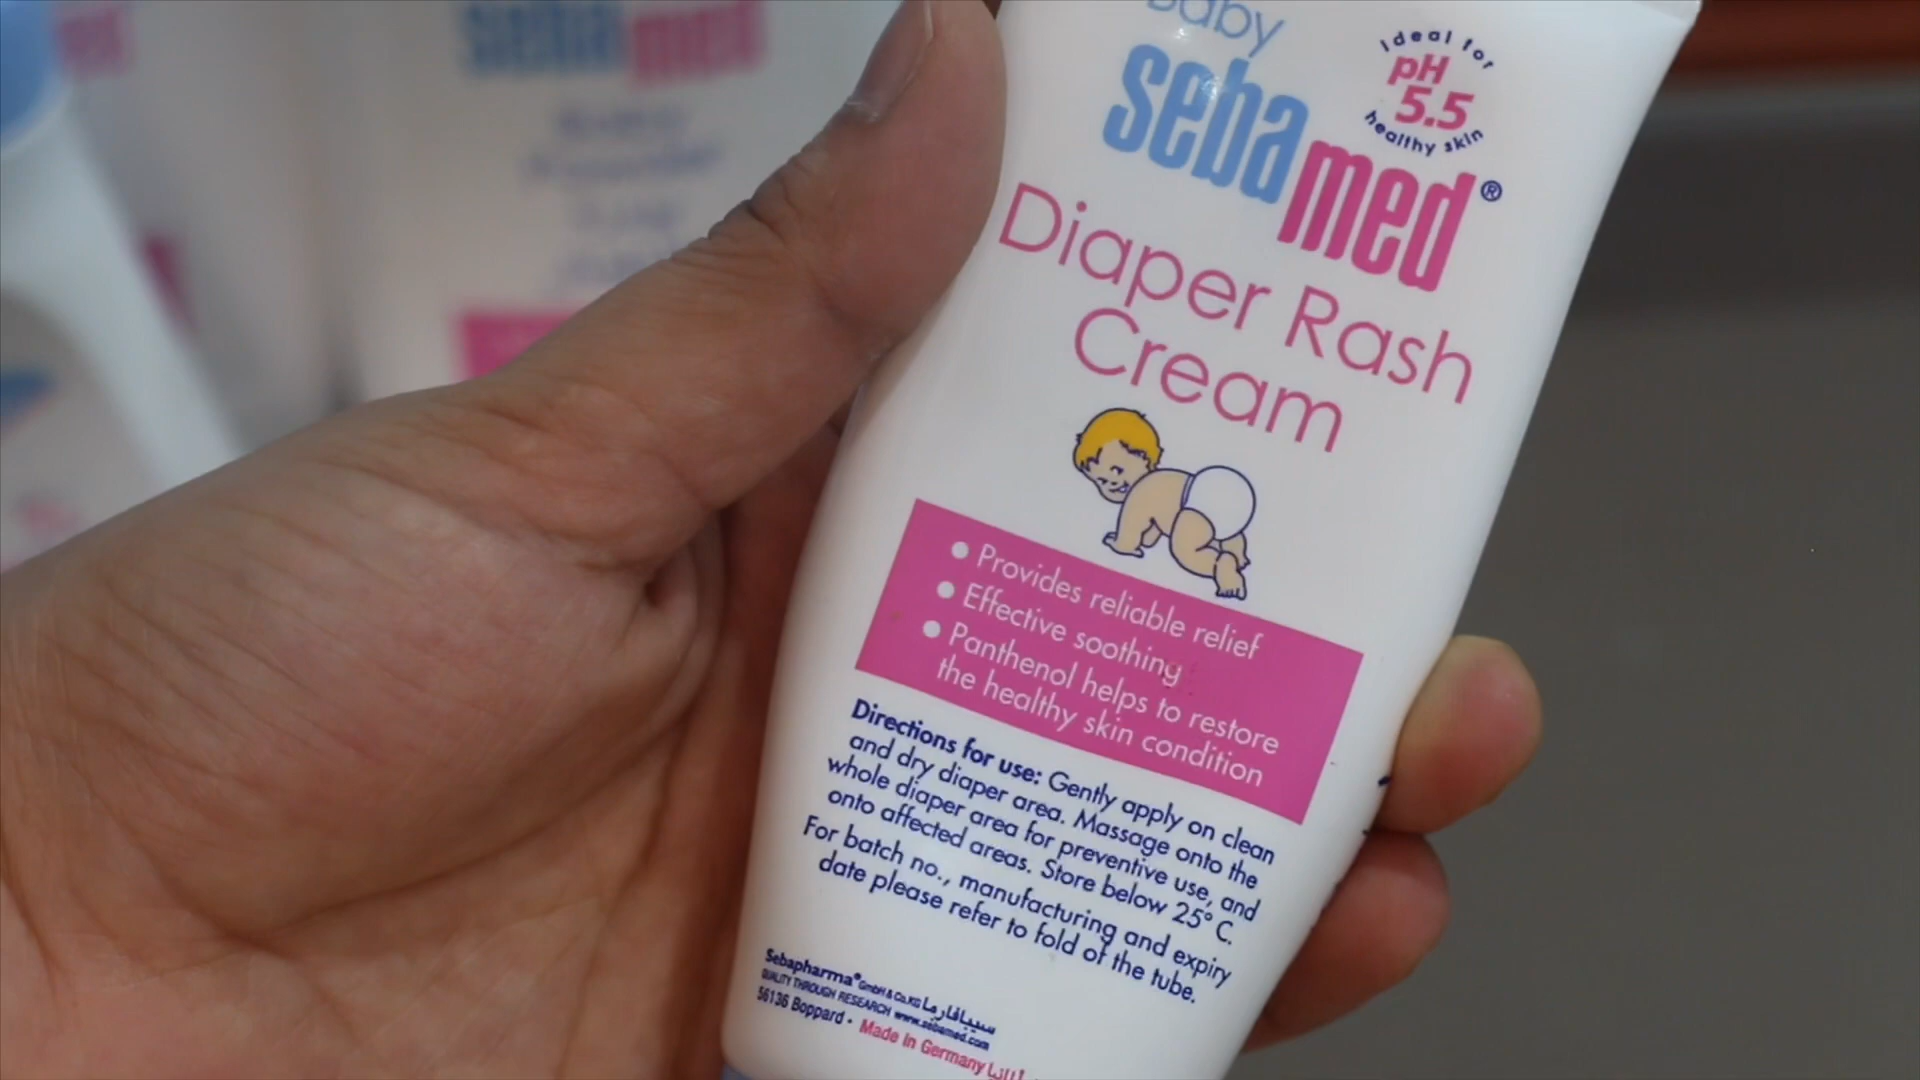 Baby
sebamed®
Ideal for
pH
5.5
healthy skin
Diaper Rash
Cream
● Provides reliable relief
● Effective soothing
● Panthenol helps to restore
the healthy skin condition
Directions for use: Gently apply on clean
and dry diaper area. Massage onto the
whole diaper area for preventive use, and
onto affected areas. Store below 25° C.
For batch no., manufacturing and expiry
date please refer to fold of the tube.
Sebapharma® GmbH & Co.KG سيبافارما
QUALITY THROUGH RESEARCH www.sebamed.com
56136 Boppard · Made in Germany
sebamed